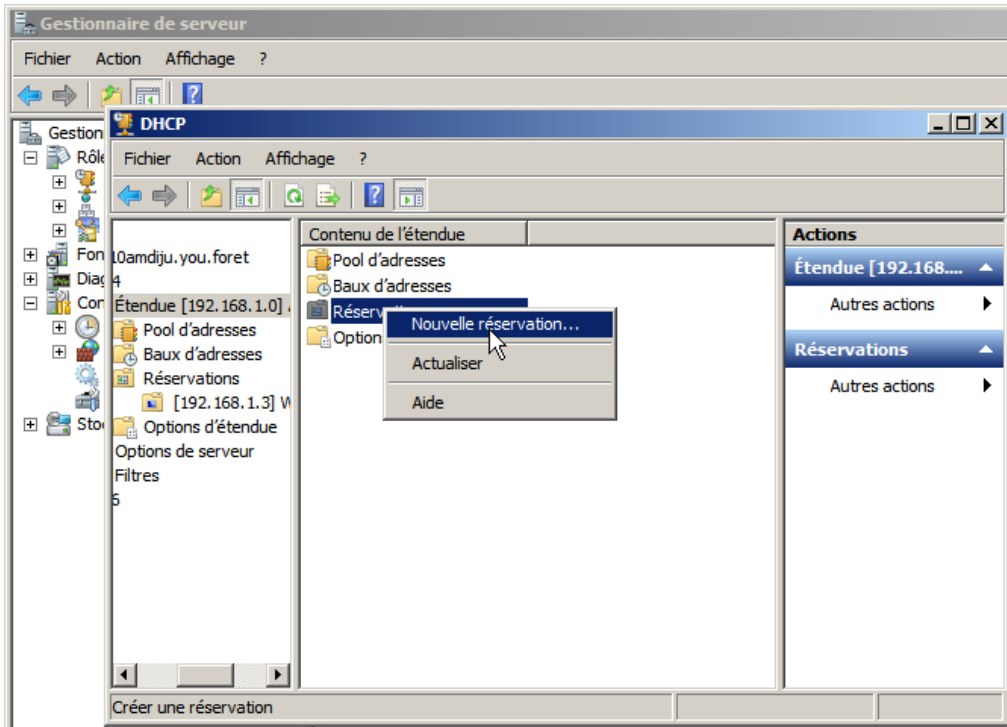 Gestionnaire de serveur
Fichier Action Affichage ?
Gestion
Rôle
Fon
Diag
Con
Sto
DHCP
Fichier Action Affichage ?
10amdiju.you.foret
4
Étendue [192.168.1.0]
Pool d'adresses
Baux d'adresses
Réservations
[192.168.1.3] W
Options d'étendue
Options de serveur
Filtres
6
Contenu de l'étendue
Pool d'adresses
Baux d'adresses
Réserv
Option
Nouvelle réservation...
Actualiser
Aide
Actions
Étendue [192.168....
Autres actions
Réservations
Autres actions
Créer une réservation